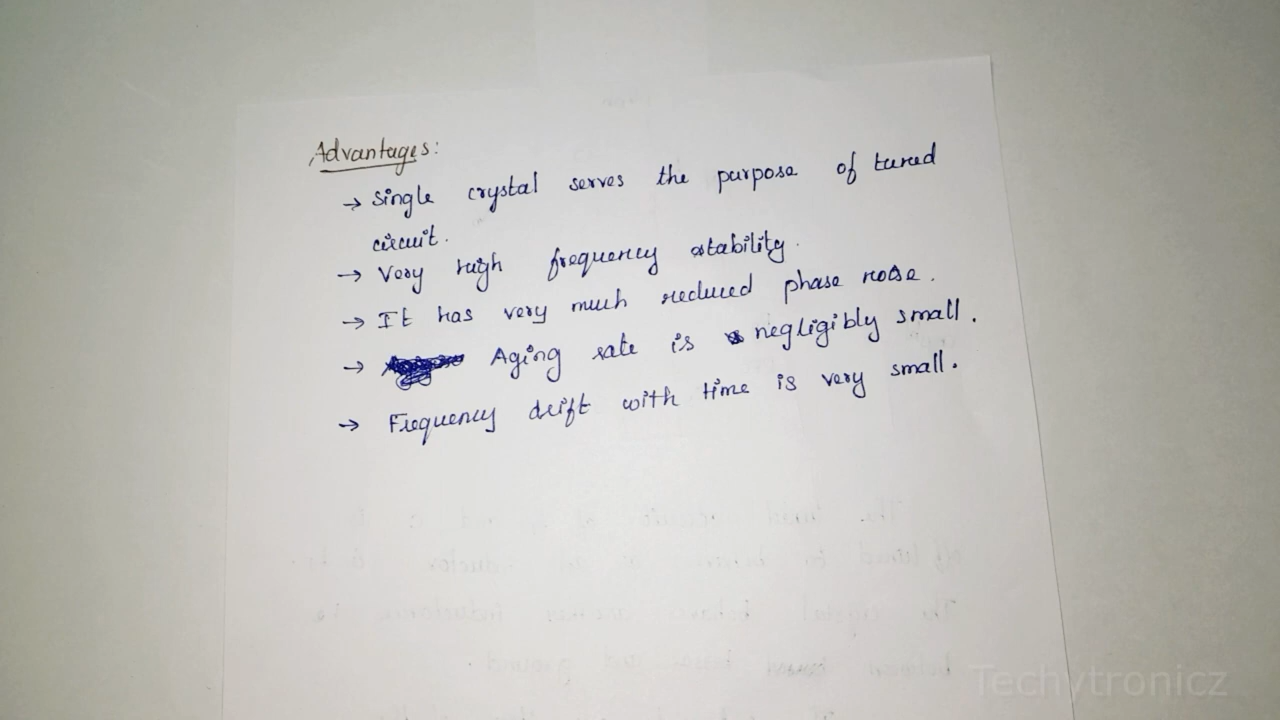 Advantages:
→ Single crystal serves the purpose of tuned
circuit.
→ Very high frequency stability.
→ It has very much reduced phase noise.
→ Aging rate is negligibly small.
→ Frequency drift with time is very small.
Techytronicz